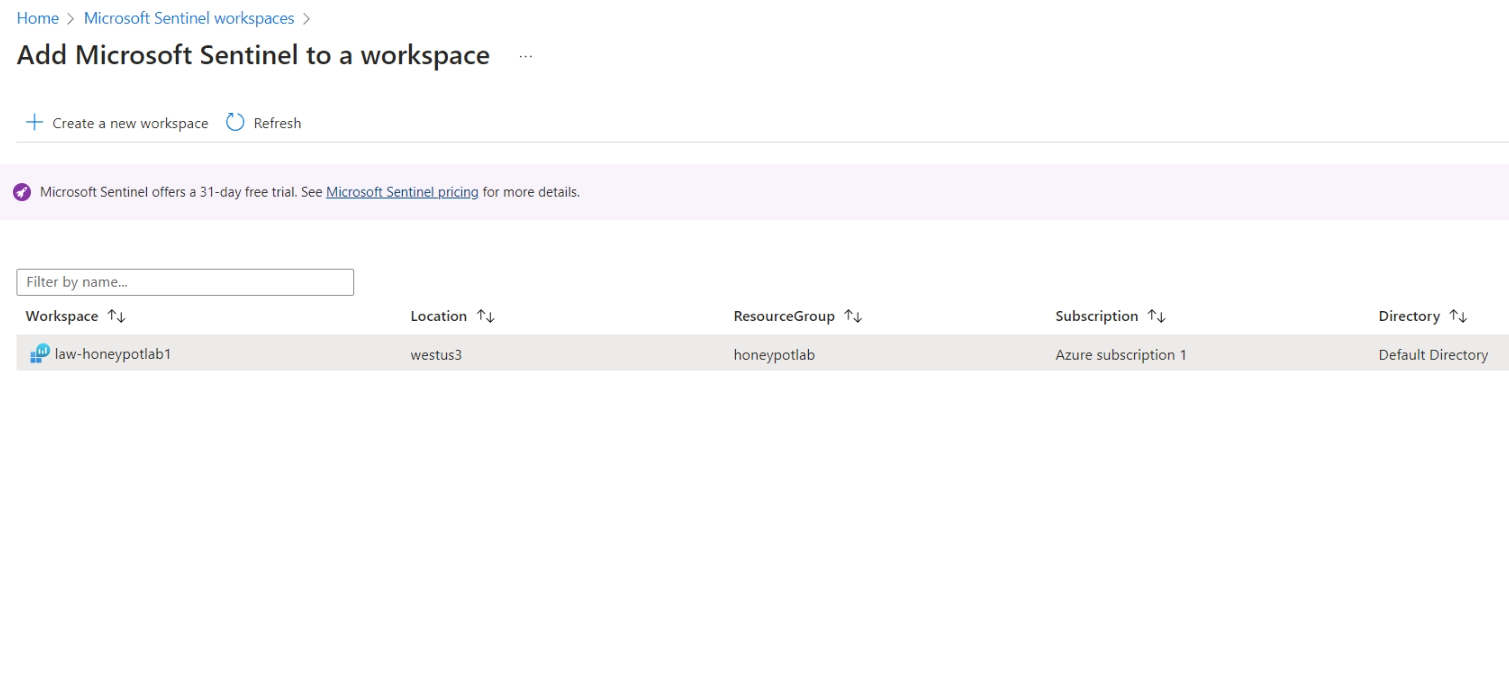 Home > Microsoft Sentinel workspaces >
Add Microsoft Sentinel to a workspace ...
+ Create a new workspace Refresh
Microsoft Sentinel offers a 31-day free trial. See Microsoft Sentinel pricing for more details.
Filter by name...
Workspace ↑↓ Location ↑↓ ResourceGroup ↑↓ Subscription ↑↓ Directory ↑↓
law-honeypotlab1 westus3 honeypotlab Azure subscription 1 Default Directory